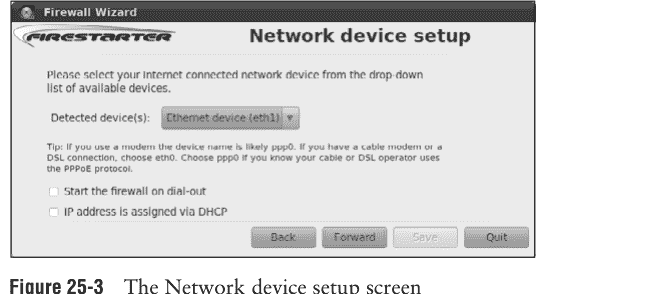 Firewall Wizard
FIRESTARTER
Network device setup
Please select your Internet connected network device from the drop-down
list of available devices.
Detected device(s): Ethernet device (eth1)
Tip: If you use a modem the device name is likely ppp0. If you have a cable modem or a
DSL connection, choose eth0. Choose ppp0 if you know your cable or DSL operator uses
the PPPoE protocol.
Start the firewall on dial-out
IP address is assigned via DHCP
Back Forward Save Quit
Figure 25-3 The Network device setup screen